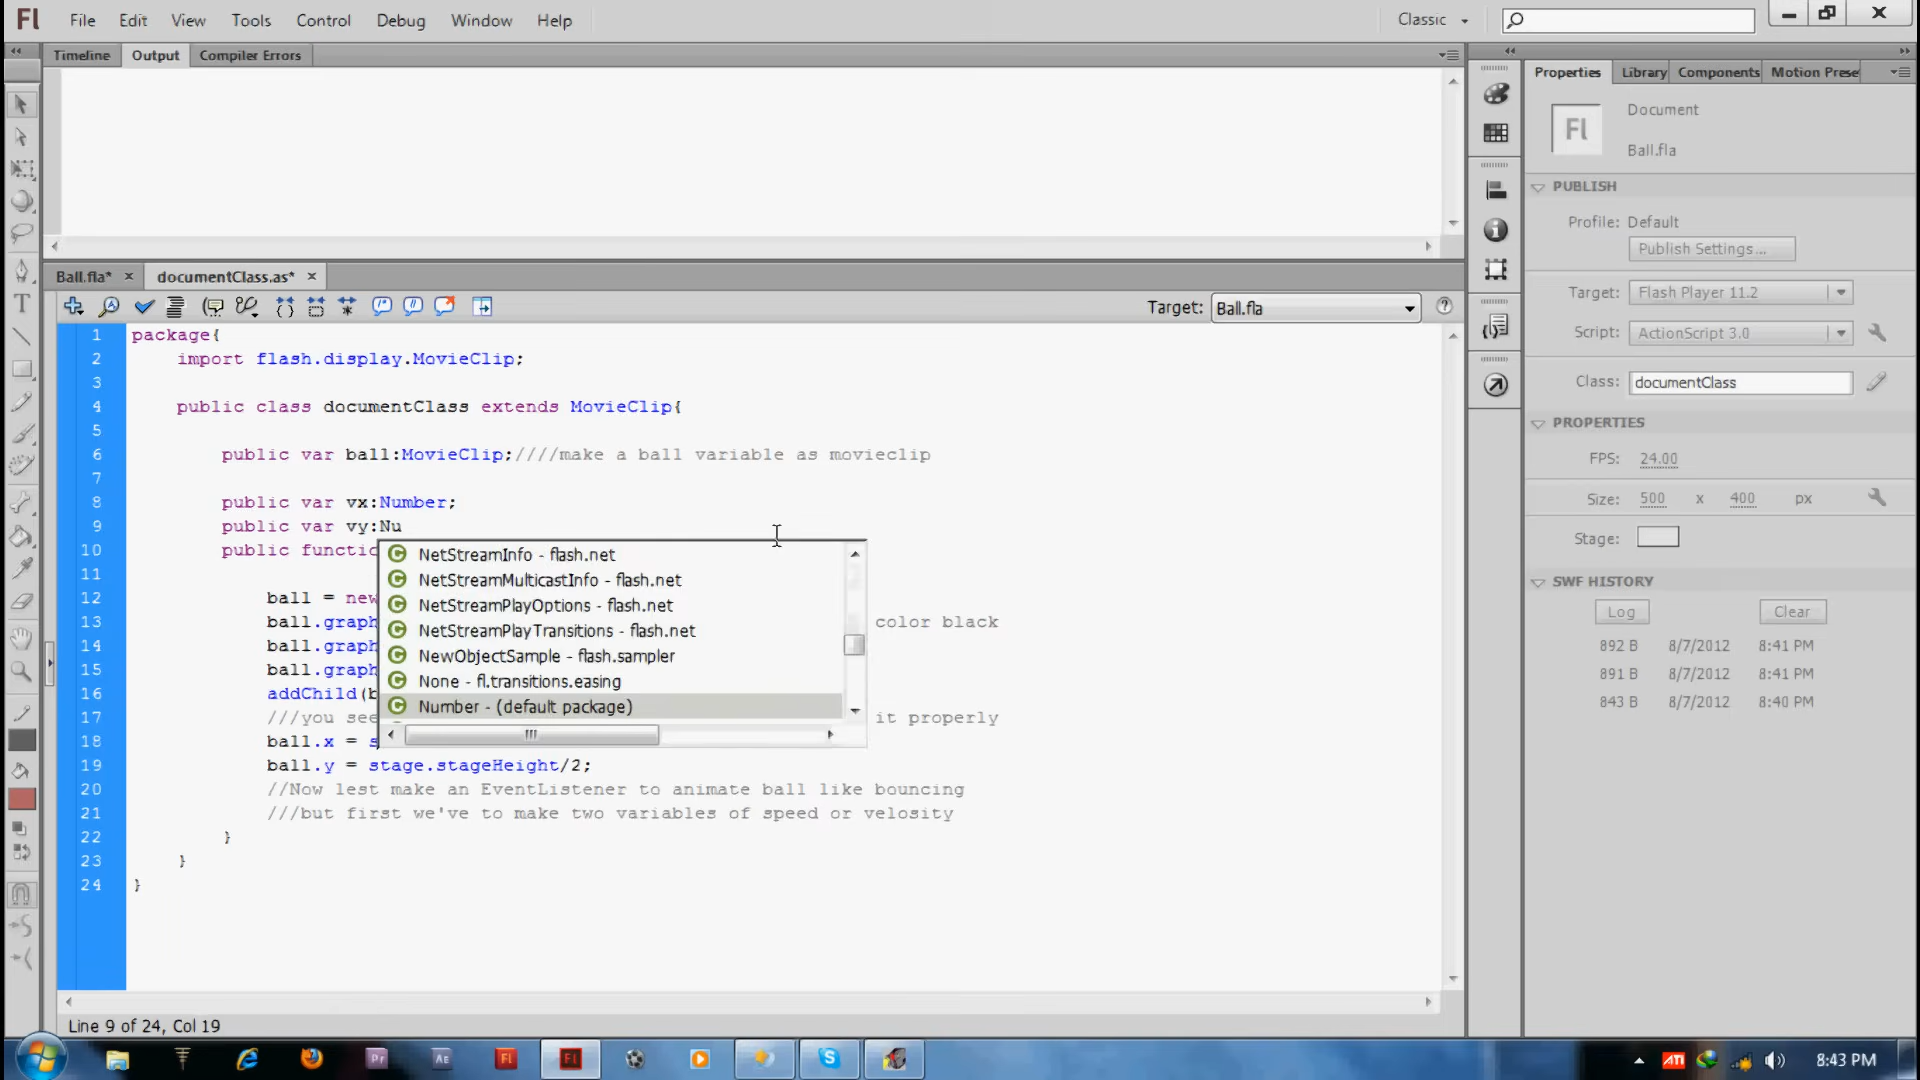 Fl File Edit View Tools Control Debug Window Help Classic
Timeline Output Compiler Errors
Properties Library Components Motion Prese
Fl Document
Ball.fla
PUBLISH
Profile: Default
Publish Settings...
Target: Flash Player 11.2
Script: ActionScript 3.0
Class: documentClass
PROPERTIES
FPS: 24.00
Size: 500 x 400 px
Stage:
SWF HISTORY
Log Clear
892 B 8/7/2012 8:41 PM
891 B 8/7/2012 8:41 PM
843 B 8/7/2012 8:40 PM
Ball.fla* documentClass.as*
Target: Ball.fla
1 package{
2 import flash.display.MovieClip;
3
4 public class documentClass extends MovieClip{
5
6 public var ball:MovieClip;////make a ball variable as movieclip
7
8 public var vx:Number;
9 public var vy:Nu
10 public functi
11
12 ball = new
13 ball.graph color black
14 ball.graph
15 ball.graph
16 addChild(b
17 ///you see it properly
18 ball.x = s
19 ball.y = stage.stageHeight/2;
20 //Now lest make an EventListener to animate ball like bouncing
21 ///but first we've to make two variables of speed or velosity
22 }
23 }
24 }
NetStreamInfo - flash.net
NetStreamMulticastInfo - flash.net
NetStreamPlayOptions - flash.net
NetStreamPlayTransitions - flash.net
NewObjectSample - flash.sampler
None - fl.transitions.easing
Number - (default package)
Line 9 of 24, Col 19
Pr AE Fl Fl ATI 8:43 PM